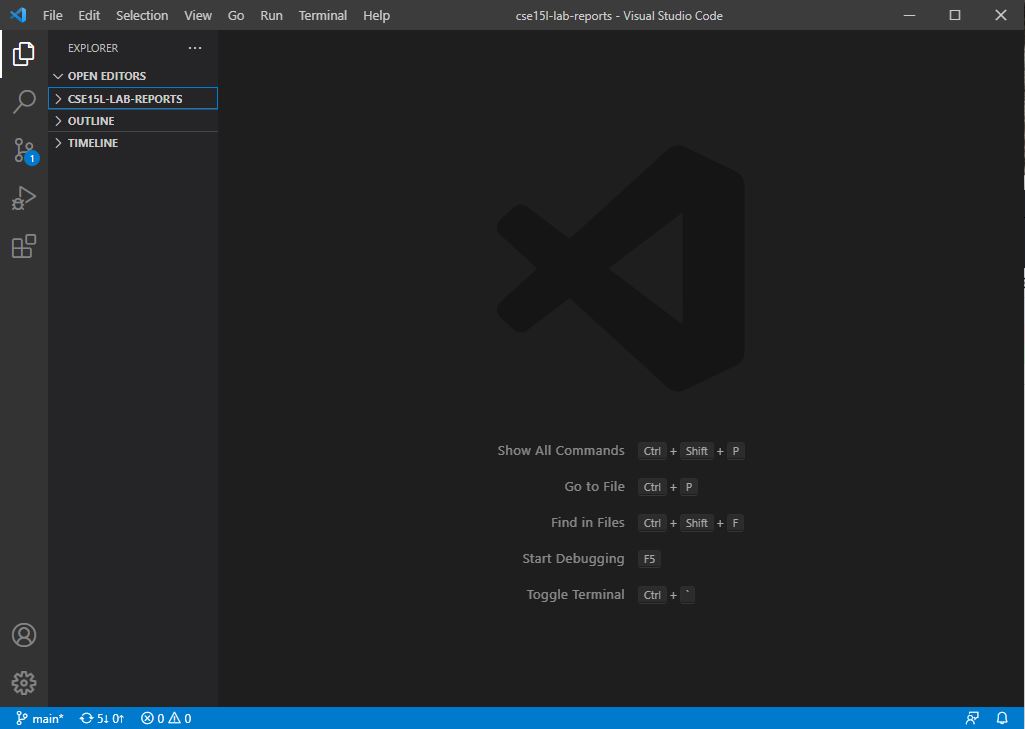 File Edit Selection View Go Run Terminal Help cse15l-lab-reports - Visual Studio Code
EXPLORER ...
OPEN EDITORS
CSE15L-LAB-REPORTS
OUTLINE
TIMELINE
1
Show All Commands Ctrl + Shift + P
Go to File Ctrl + P
Find in Files Ctrl + Shift + F
Start Debugging F5
Toggle Terminal Ctrl + `
main* 5↓ 0↑ 0 0